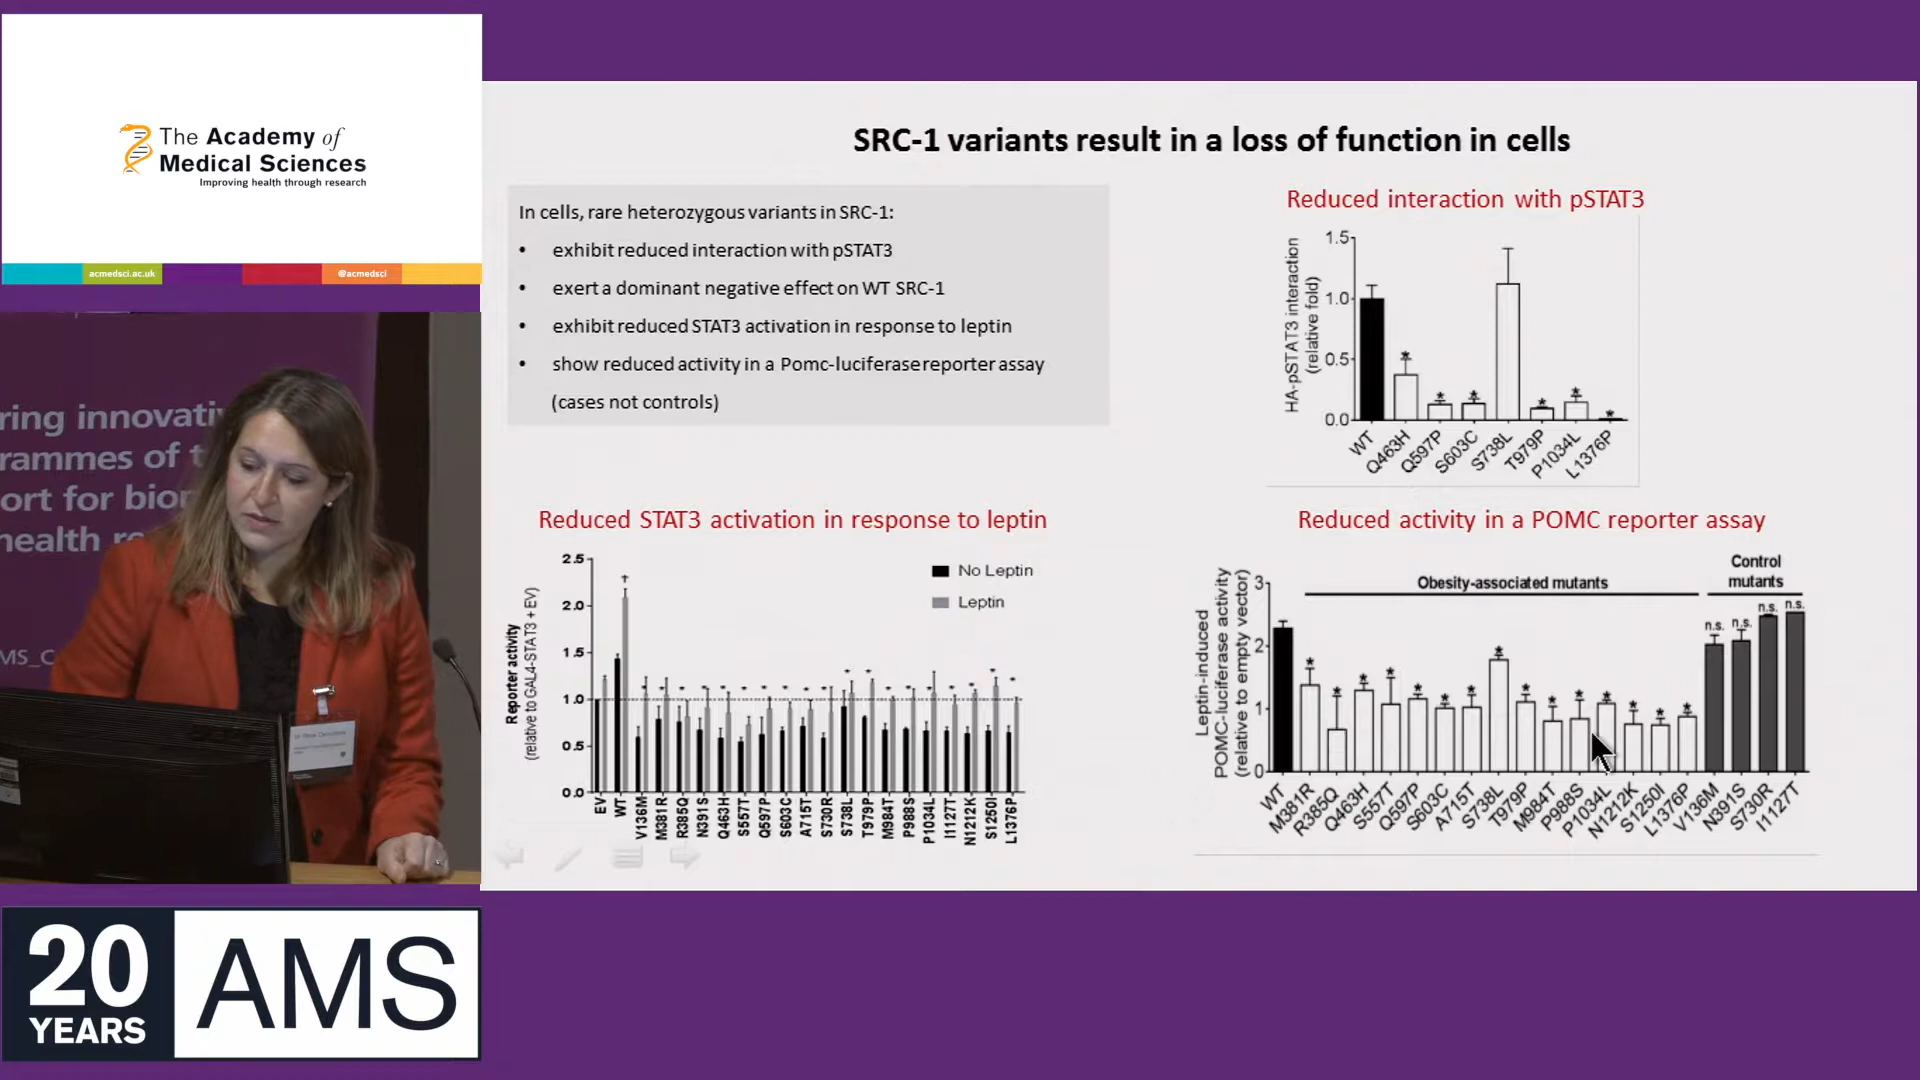 The Academy of
Medical Sciences
Improving health through research
acmedsci.ac.uk
@acmedsci
ring innovativ
rammes of t
ort for bio
health re
MS_C
20
YEARS
AMS
SRC-1 variants result in a loss of function in cells
In cells, rare heterozygous variants in SRC-1:
• exhibit reduced interaction with pSTAT3
• exert a dominant negative effect on WT SRC-1
• exhibit reduced STAT3 activation in response to leptin
• show reduced activity in a Pomc-luciferase reporter assay
(cases not controls)
Reduced interaction with pSTAT3
HA-pSTAT3 interaction
(relative fold)
1.5
1.0
0.5
0.0
* * * * * *
WT Q463H Q597P S603C S738L T979P P1034L L1376P
Reduced STAT3 activation in response to leptin
Reporter activity
(relative to GAL4-STAT3 + EV)
2.5
2.0
1.5
1.0
0.5
0.0
No Leptin
Leptin
EV WT V136M M381R R385Q N391S Q463H S557T Q597P S603C A715T S730R S738L T979P M984T P988S P1034L I1127T N1212K S1250I L1376P
Reduced activity in a POMC reporter assay
Leptin-induced
POMC-luciferase activity
(relative to empty vector)
3
2
1
0
Obesity-associated mutants
Control
mutants
* * * * * * * * * * * * * * * n.s. n.s. n.s. n.s.
WT M381R R385Q Q463H S557T Q597P S603C A715T S738L T979P M984T P988S P1034L N1212K S1250I L1376P V136M N391S S730R I1127T